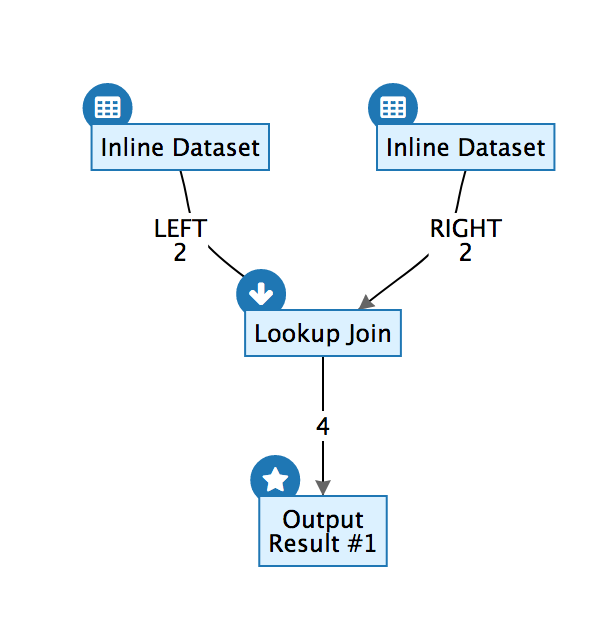 Inline Dataset
Inline Dataset
LEFT
2
RIGHT
2
Lookup Join
4
Output
Result #1